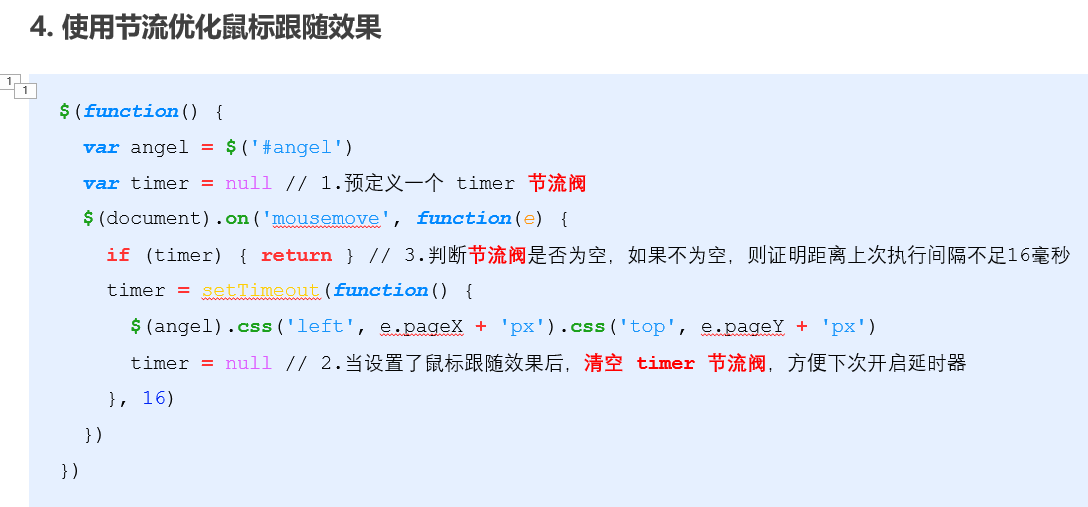 4. 使用节流优化鼠标跟随效果
1
1
$(function() {
var angel = $('#angel')
var timer = null // 1.预定义一个 timer 节流阀
$(document).on('mousemove', function(e) {
if (timer) { return } // 3.判断节流阀是否为空，如果不为空，则证明距离上次执行间隔不足16毫秒
timer = setTimeout(function() {
$(angel).css('left', e.pageX + 'px').css('top', e.pageY + 'px')
timer = null // 2.当设置了鼠标跟随效果后，清空 timer 节流阀，方便下次开启延时器
}, 16)
})
})